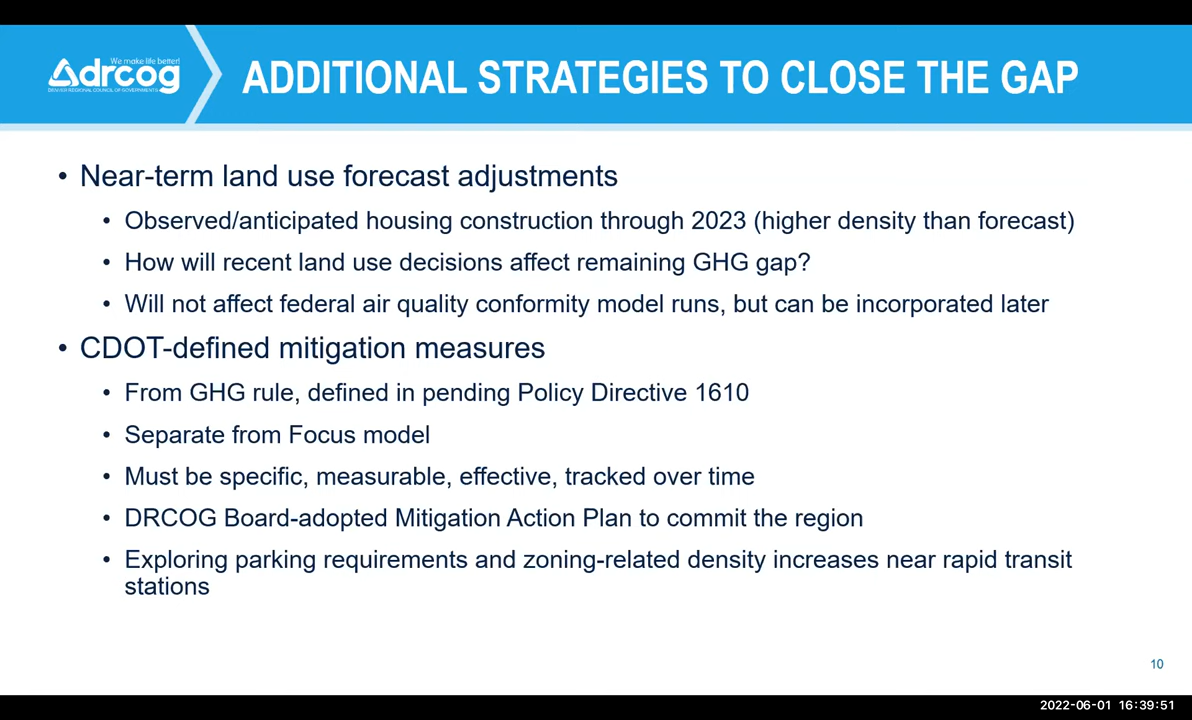 We make life better!
drcog
DENVER REGIONAL COUNCIL OF GOVERNMENTS
ADDITIONAL STRATEGIES TO CLOSE THE GAP
• Near-term land use forecast adjustments
• Observed/anticipated housing construction through 2023 (higher density than forecast)
• How will recent land use decisions affect remaining GHG gap?
• Will not affect federal air quality conformity model runs, but can be incorporated later
• CDOT-defined mitigation measures
• From GHG rule, defined in pending Policy Directive 1610
• Separate from Focus model
• Must be specific, measurable, effective, tracked over time
• DRCOG Board-adopted Mitigation Action Plan to commit the region
• Exploring parking requirements and zoning-related density increases near rapid transit
stations
10
2022-06-01 16:39:51